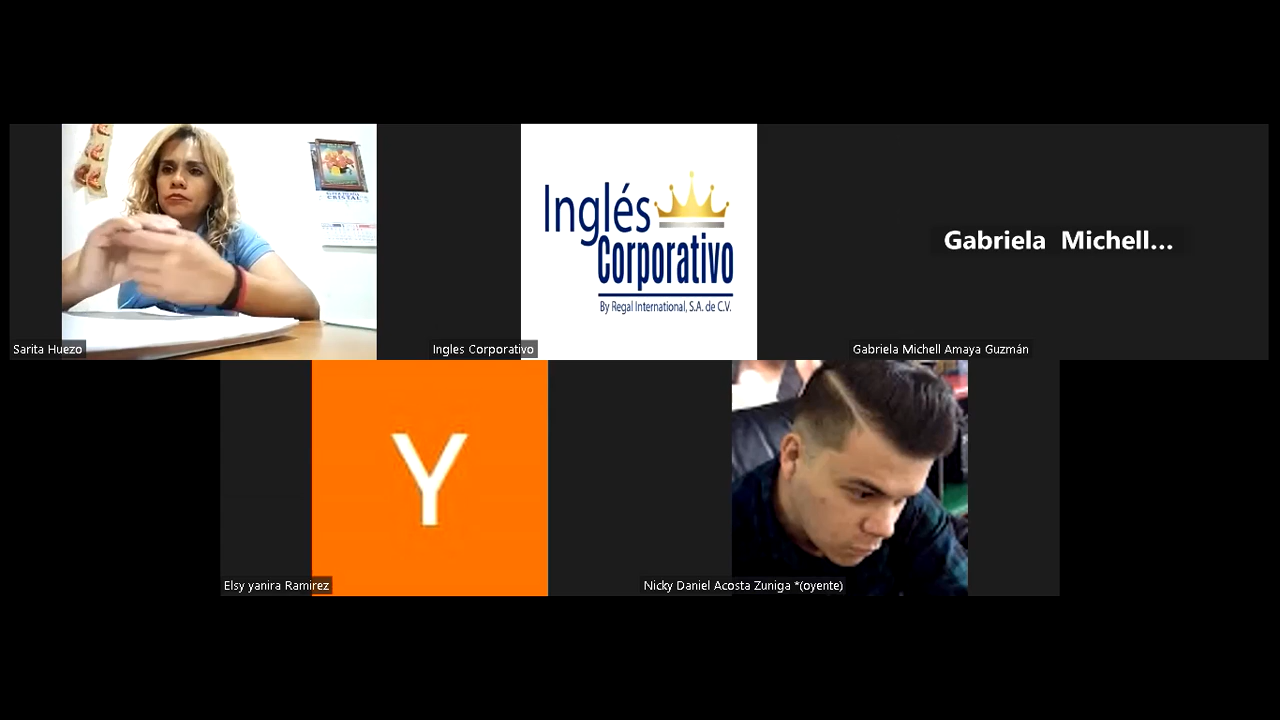 CRISTAL
Inglés
Corporativo
By Regal International, S.A. de C.V.
Gabriela Michell...
Sarita Huezo
Ingles Corporativo
Gabriela Michell Amaya Guzmán
Y
Elsy yanira Ramirez
Nicky Daniel Acosta Zuniga *(oyente)